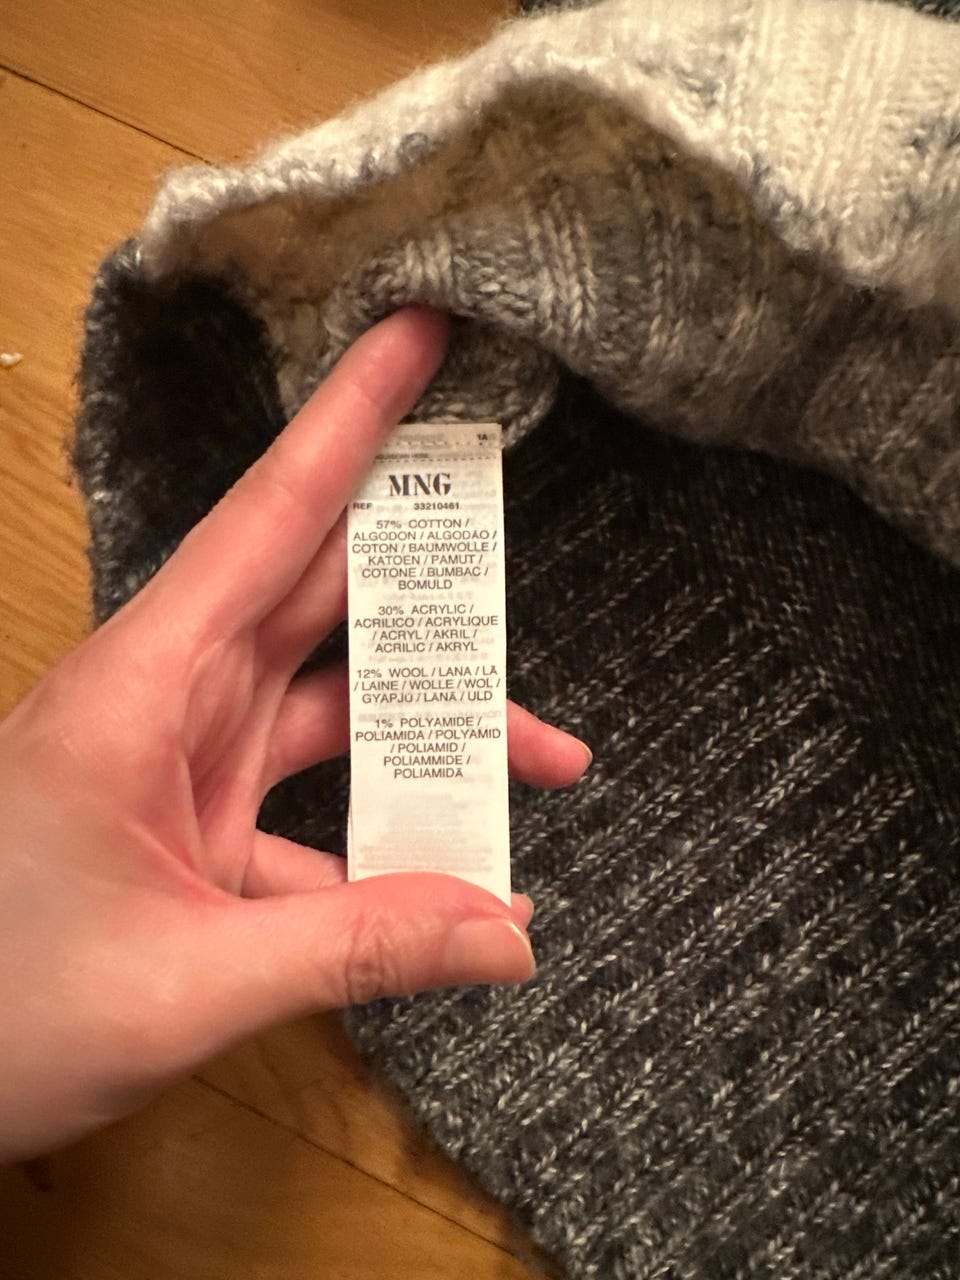 1A
MNG
REF 33210461
57% COTTON /
ALGODON / ALGODÃO /
COTON / BAUMWOLLE /
KATOEN / PAMUT /
COTONE / BUMBAC /
BOMULD
30% ACRYLIC /
ACRILICO / ACRYLIQUE
/ ACRYL / AKRIL /
ACRILIC / AKRYL
12% WOOL / LANA / LÃ
/ LAINE / WOLLE / WOL /
GYAPJÚ / LANĂ / ULD
1% POLYAMIDE /
POLIAMIDA / POLYAMID
/ POLIAMID /
POLIAMMIDE /
POLIAMIDĂ